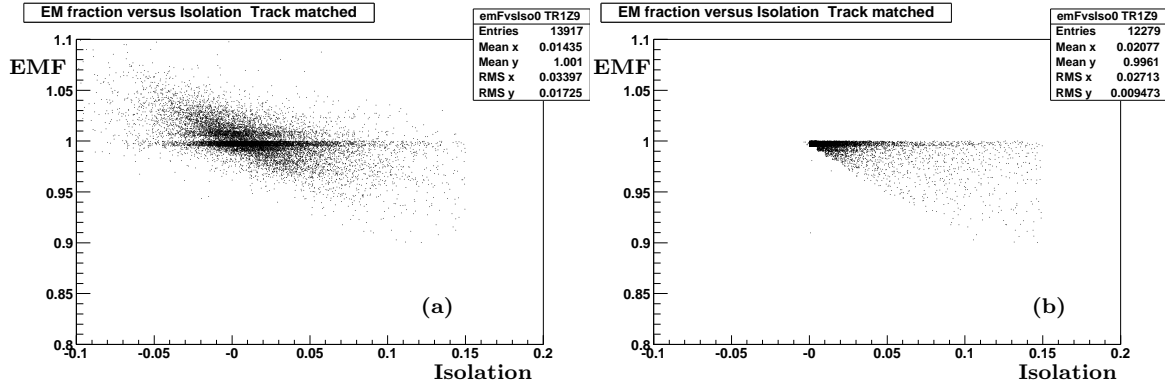 EM fraction versus Isolation Track matched
emFvsIso0 TR1Z9
Entries 13917
Mean x 0.01435
Mean y 1.001
RMS x 0.03397
RMS y 0.01725
EMF
1.1
1.05
1
0.95
0.9
0.85
0.8
(a)
-0.1
-0.05
-0
0.05
0.1
0.15
0.2
Isolation
EM fraction versus Isolation Track matched
emFvsIso0 TR1Z9
Entries 12279
Mean x 0.02077
Mean y 0.9961
RMS x 0.02713
RMS y 0.009473
EMF
1.1
1.05
1
0.95
0.9
0.85
0.8
(b)
-0.1
-0.05
-0
0.05
0.1
0.15
0.2
Isolation